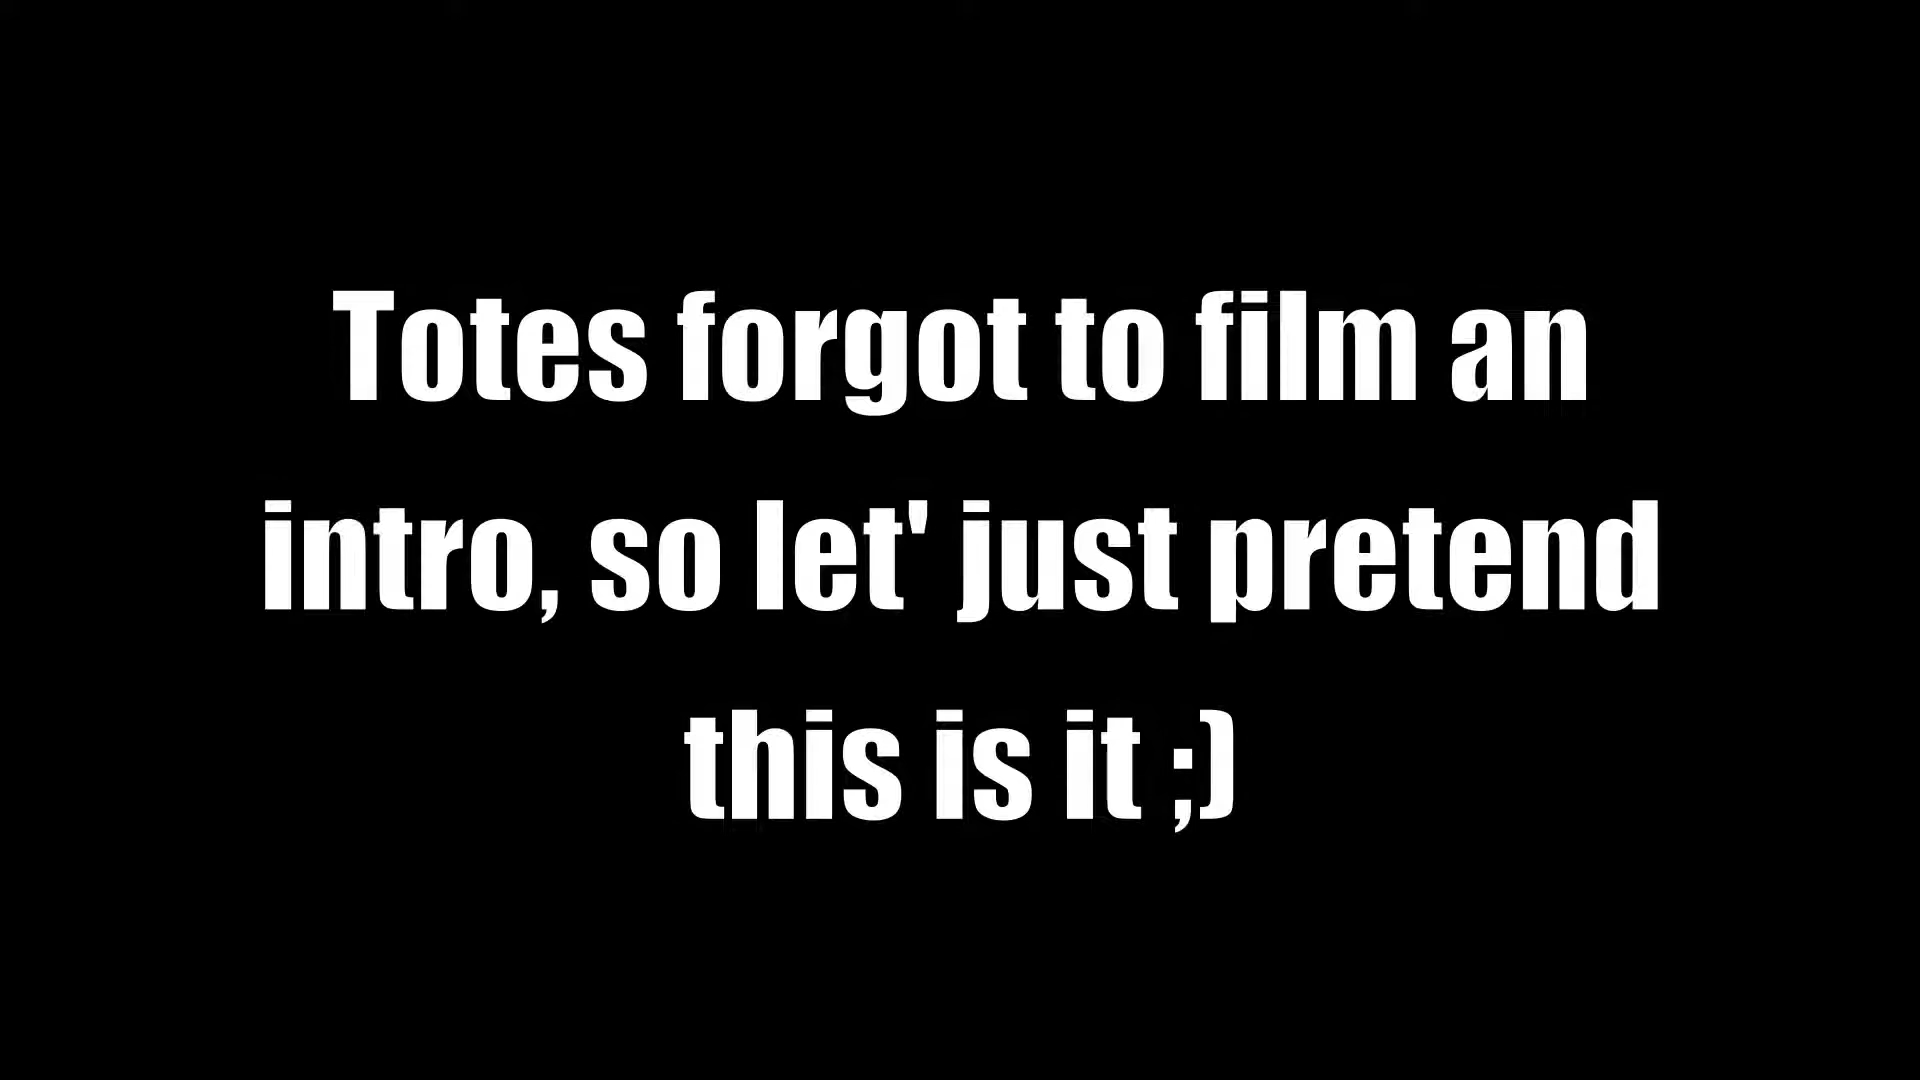 Totes forgot to film an
intro, so let' just pretend
this is it ;)